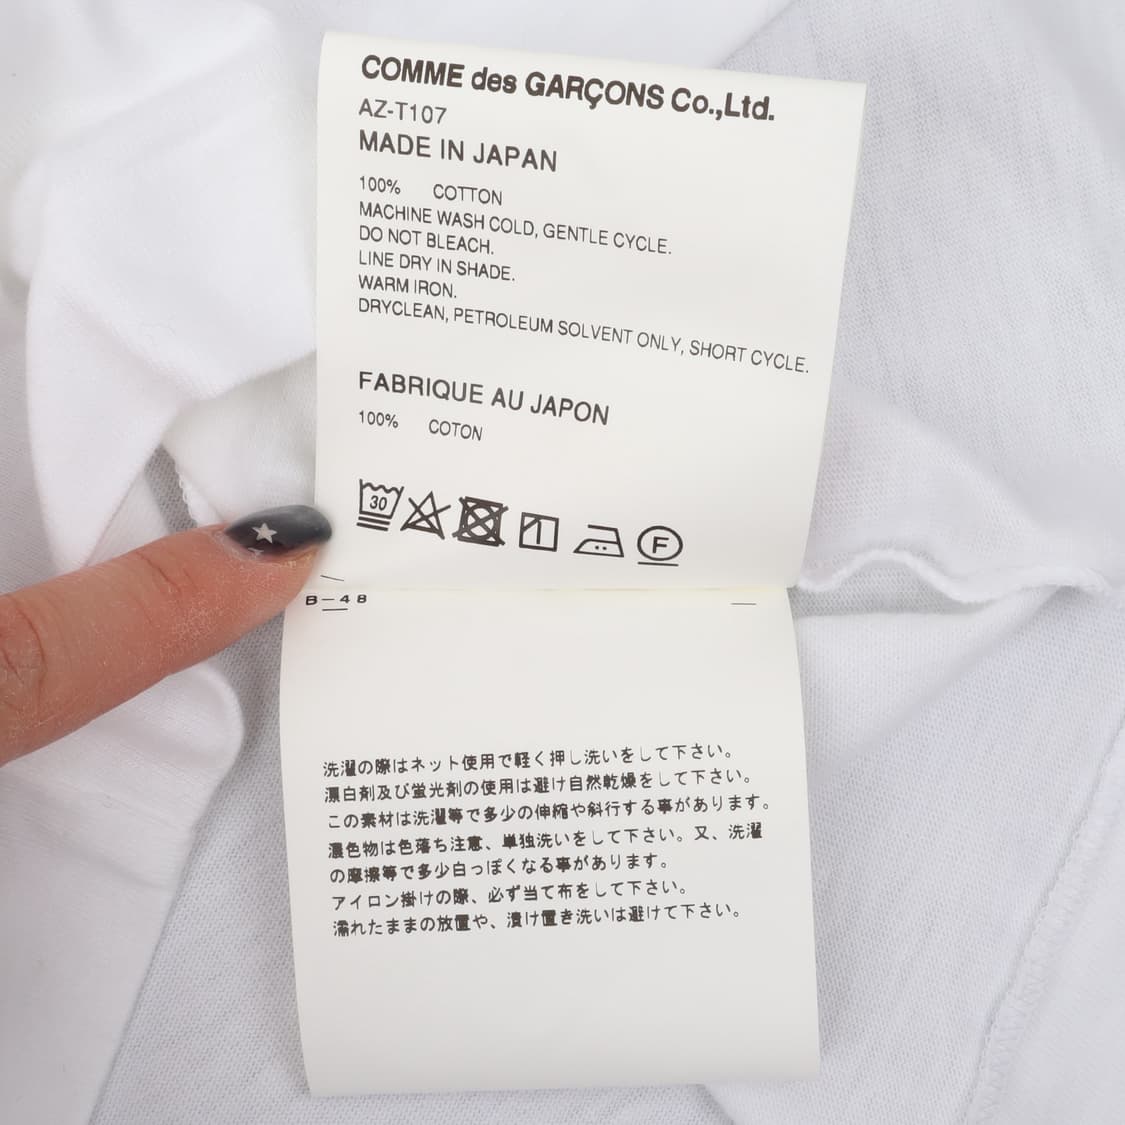 COMME des GARÇONS Co.,Ltd.
AZ-T107
MADE IN JAPAN
100% COTTON
MACHINE WASH COLD, GENTLE CYCLE.
DO NOT BLEACH.
LINE DRY IN SHADE.
WARM IRON.
DRYCLEAN, PETROLEUM SOLVENT ONLY, SHORT CYCLE.
FABRIQUE AU JAPON
100% COTON
30 F
B-48
洗濯の際はネット使用で軽く押し洗いをして下さい。
漂白剤及び蛍光剤の使用は避け自然乾燥をして下さい。
この素材は洗濯等で多少の伸縮や斜行する事があります。
濃色物は色落ち注意、単独洗いをして下さい。又、洗濯
の摩擦等で多少白っぽくなる事があります。
アイロン掛けの際、必ず当て布をして下さい。
濡れたままの放置や、漬け置き洗いは避けて下さい。